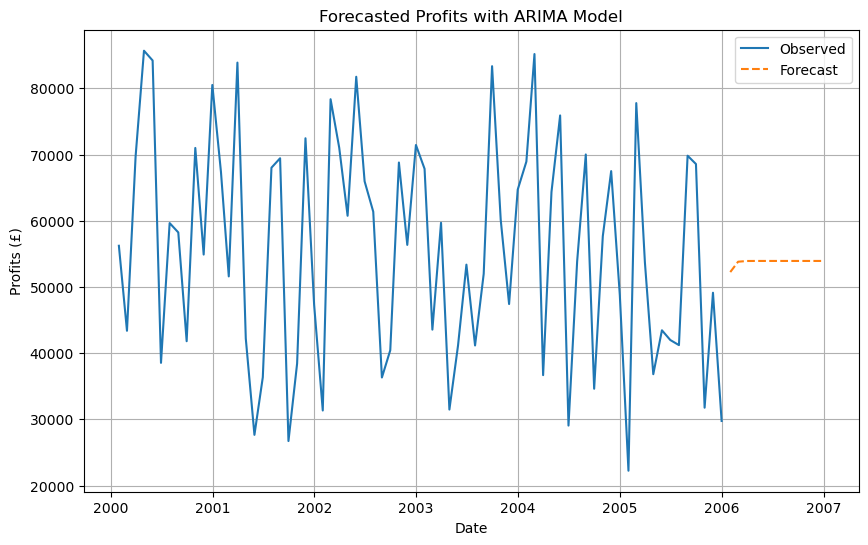 Forecasted Profits with ARIMA Model
Observed
Forecast
Profits (£)
80000
70000
60000
50000
40000
30000
20000
2000 2001 2002 2003 2004 2005 2006 2007
Date